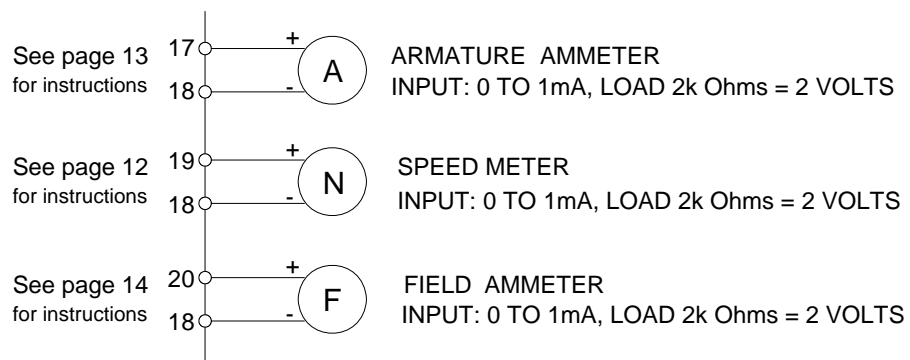 See page 13
for instructions
17
18
+
-
A
ARMATURE AMMETER
INPUT: 0 TO 1mA, LOAD 2k Ohms = 2 VOLTS
See page 12
for instructions
19
18
+
-
N
SPEED METER
INPUT: 0 TO 1mA, LOAD 2k Ohms = 2 VOLTS
See page 14
for instructions
20
18
+
-
F
FIELD AMMETER
INPUT: 0 TO 1mA, LOAD 2k Ohms = 2 VOLTS